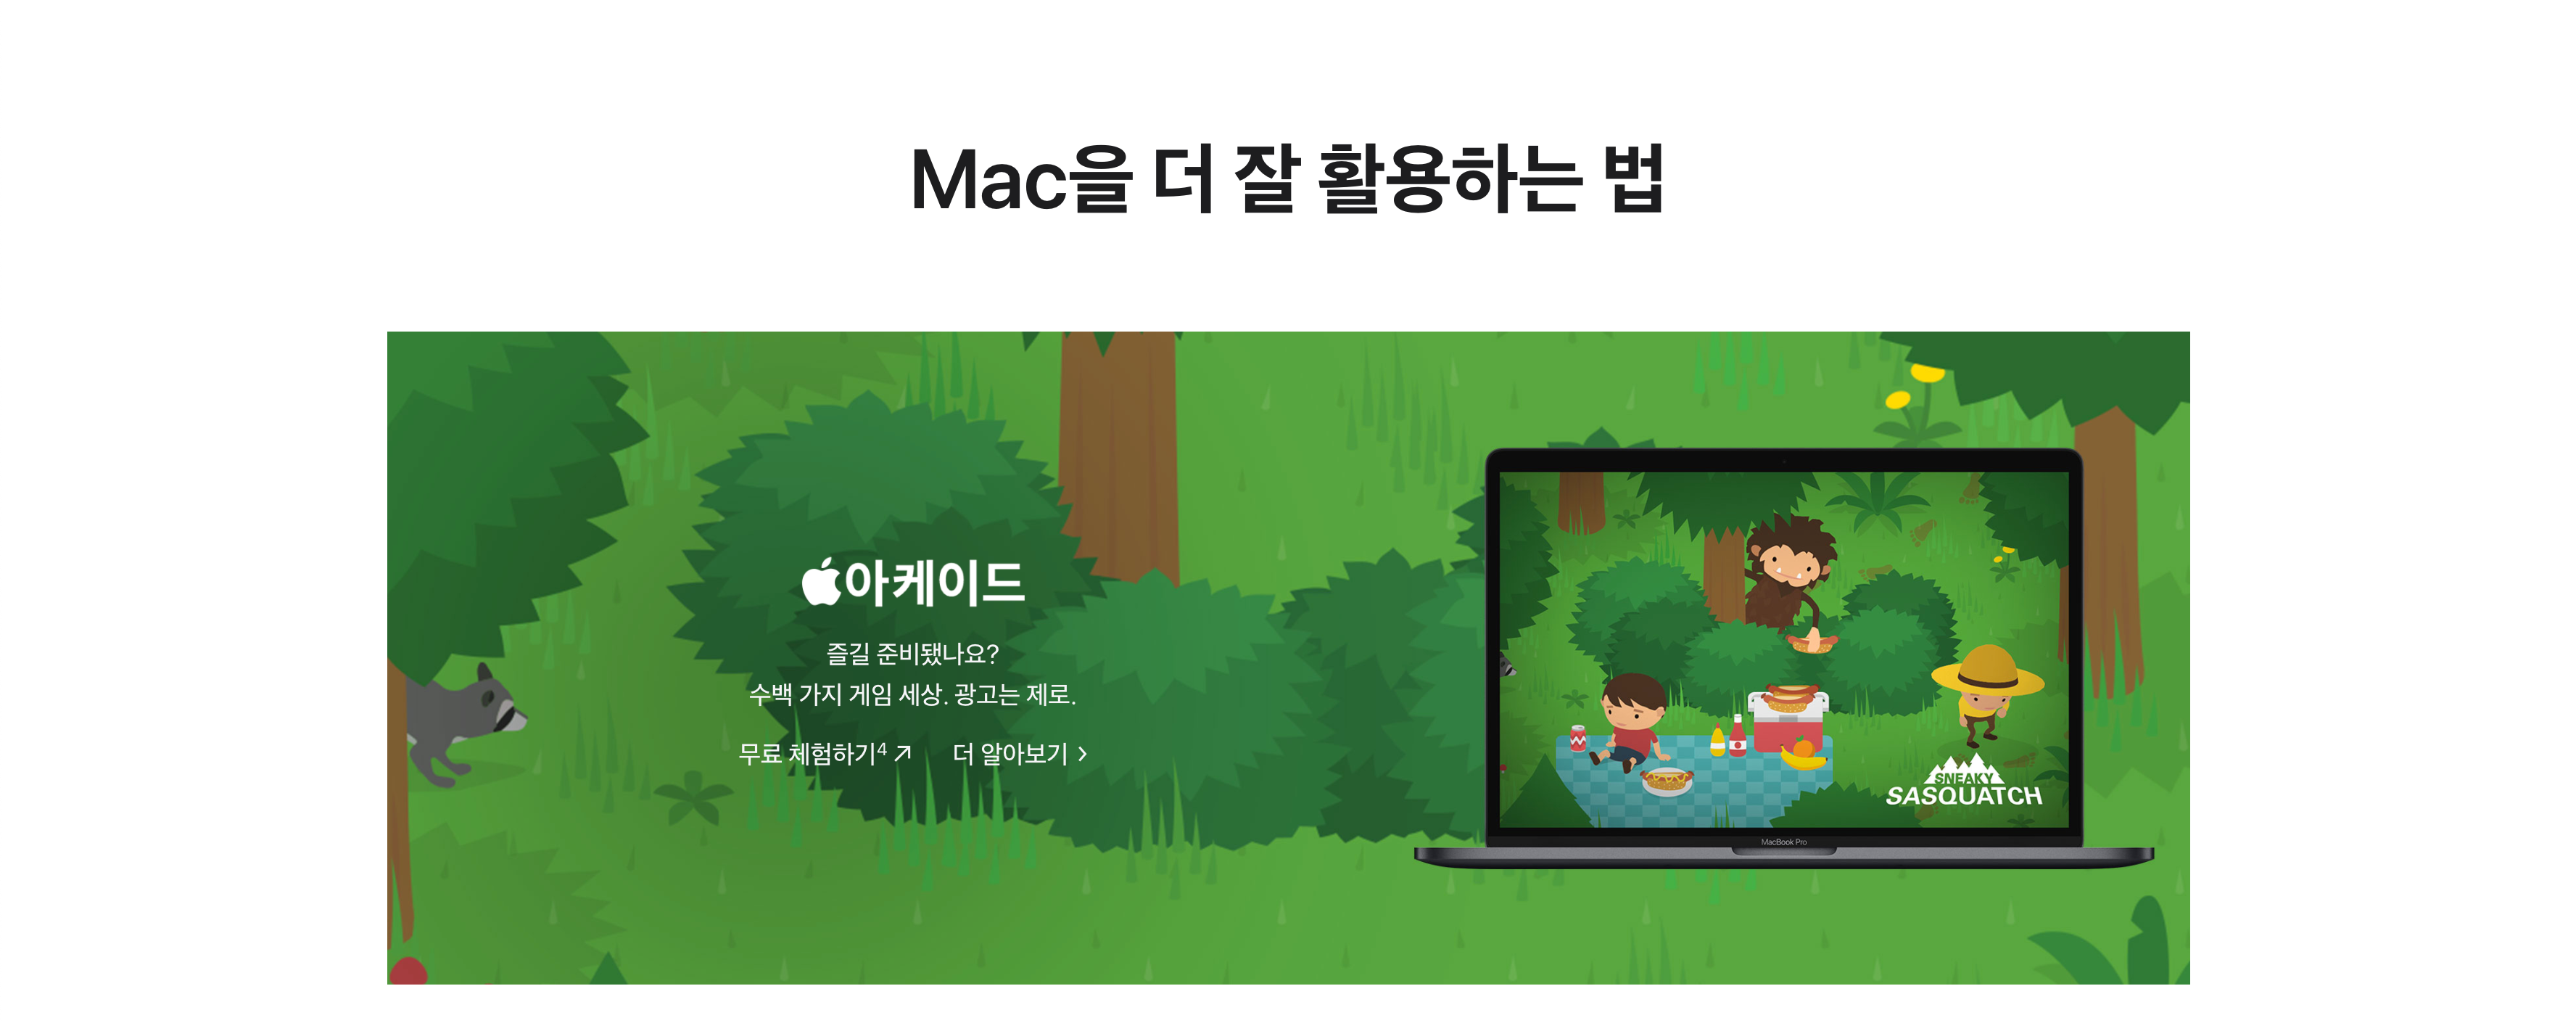 Mac을 더 잘 활용하는 법
아케이드
즐길 준비됐나요?
수백 가지 게임 세상. 광고는 제로.
무료 체험하기4 ↗ 더 알아보기 >
SNEAKY
SASQUATCH
MacBook Pro